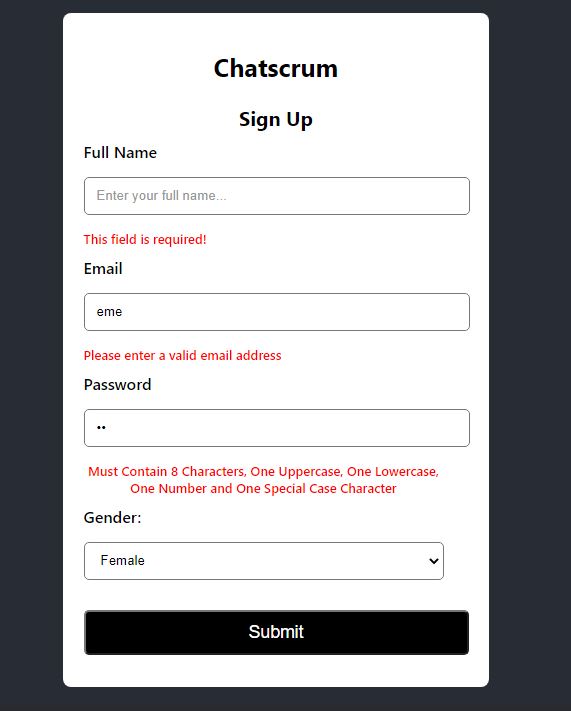 Chatscrum
Sign Up
Full Name
Enter your full name...
This field is required!
Email
eme
Please enter a valid email address
Password
••
Must Contain 8 Characters, One Uppercase, One Lowercase,
One Number and One Special Case Character
Gender:
Female
Submit